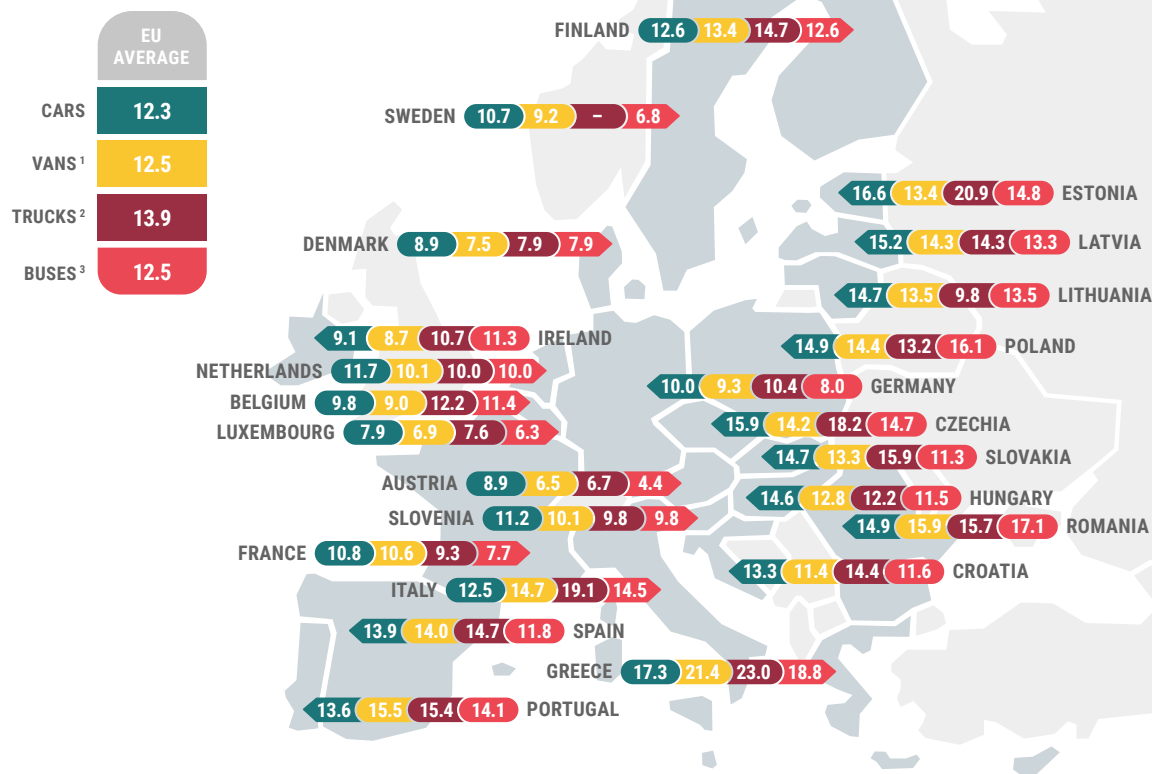 EU
AVERAGE
CARS 12.3
VANS ¹ 12.5
TRUCKS ² 13.9
BUSES ³ 12.5
FINLAND 12.6 13.4 14.7 12.6
SWEDEN 10.7 9.2 – 6.8
16.6 13.4 20.9 14.8 ESTONIA
DENMARK 8.9 7.5 7.9 7.9
15.2 14.3 14.3 13.3 LATVIA
14.7 13.5 9.8 13.5 LITHUANIA
9.1 8.7 10.7 11.3 IRELAND
14.9 14.4 13.2 16.1 POLAND
NETHERLANDS 11.7 10.1 10.0 10.0
10.0 9.3 10.4 8.0 GERMANY
BELGIUM 9.8 9.0 12.2 11.4
15.9 14.2 18.2 14.7 CZECHIA
LUXEMBOURG 7.9 6.9 7.6 6.3
14.7 13.3 15.9 11.3 SLOVAKIA
AUSTRIA 8.9 6.5 6.7 4.4
14.6 12.8 12.2 11.5 HUNGARY
SLOVENIA 11.2 10.1 9.8 9.8
14.9 15.9 15.7 17.1 ROMANIA
FRANCE 10.8 10.6 9.3 7.7
13.3 11.4 14.4 11.6 CROATIA
ITALY 12.5 14.7 19.1 14.5
13.9 14.0 14.7 11.8 SPAIN
GREECE 17.3 21.4 23.0 18.8
13.6 15.5 15.4 14.1 PORTUGAL